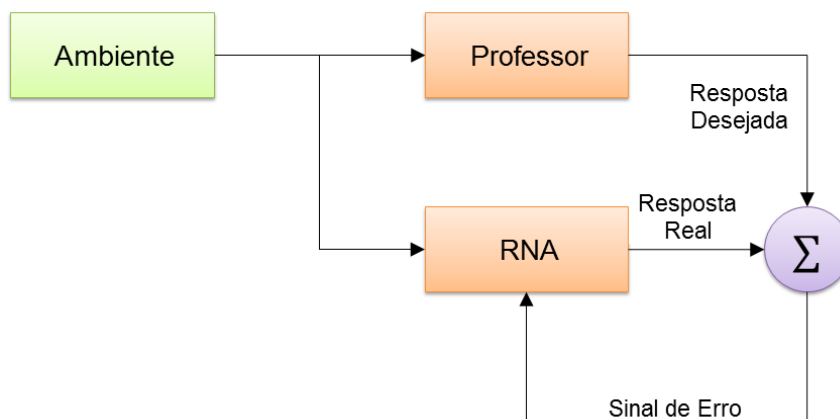 Ambiente
Professor
Resposta
Desejada
Resposta
Real
RNA
Σ
Sinal de Erro